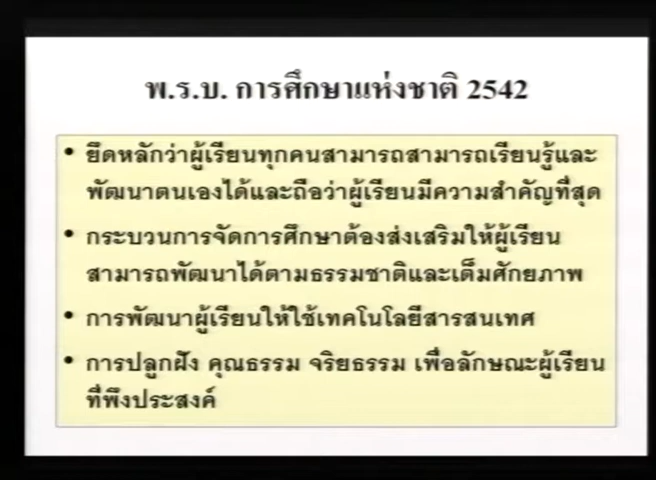 พ.ร.บ. การศึกษาแห่งชาติ 2542
• ยึดหลักว่าผู้เรียนทุกคนสามารถสามารถเรียนรู้และ
พัฒนาตนเองได้และถือว่าผู้เรียนมีความสำคัญที่สุด
• กระบวนการจัดการศึกษาต้องส่งเสริมให้ผู้เรียน
สามารถพัฒนาได้ตามธรรมชาติและเต็มศักยภาพ
• การพัฒนาผู้เรียนให้ใช้เทคโนโลยีสารสนเทศ
• การปลูกฝัง คุณธรรม จริยธรรม เพื่อลักษณะผู้เรียน
ที่พึงประสงค์